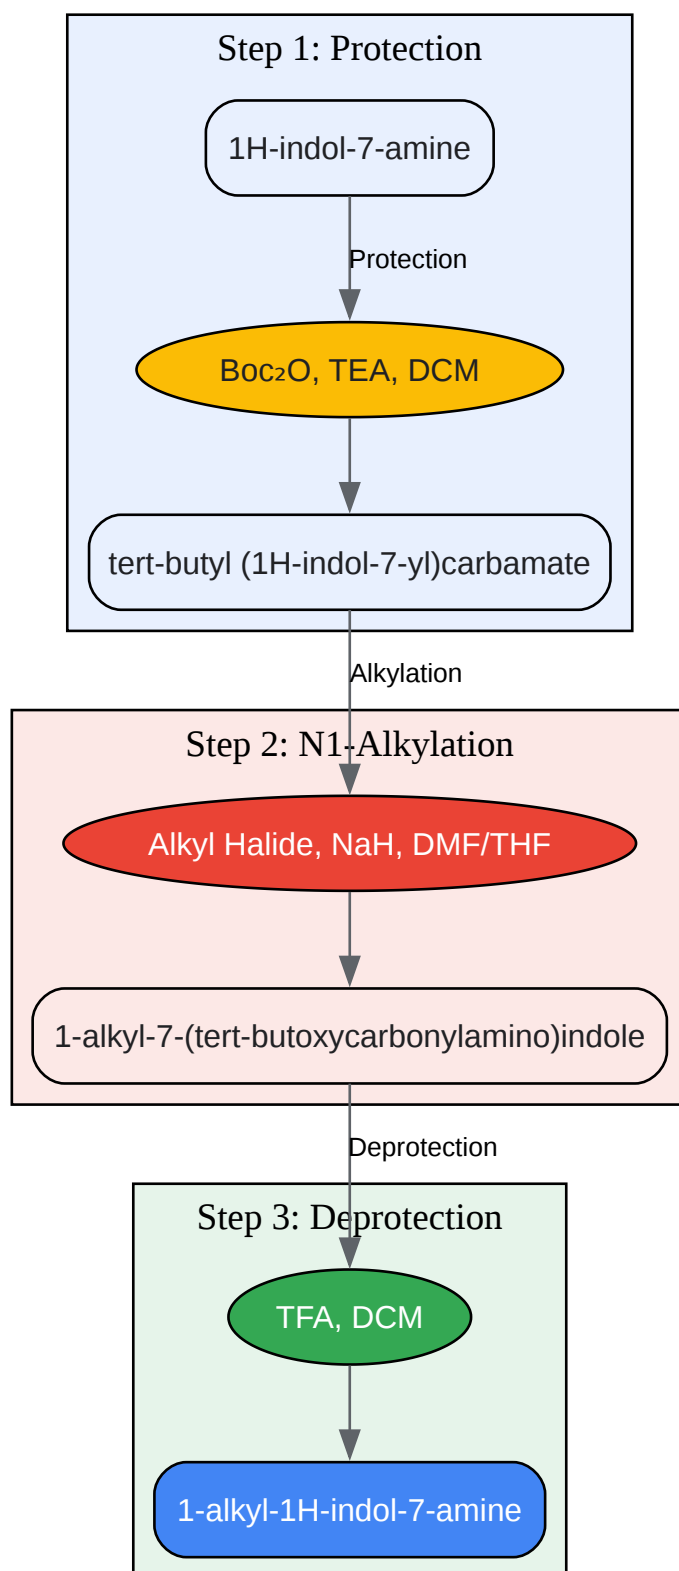 Step 1: Protection
1H-indol-7-amine
Protection
Boc₂O, TEA, DCM
tert-butyl (1H-indol-7-yl)carbamate
Alkylation
Step 2: N1-Alkylation
Alkyl Halide, NaH, DMF/THF
1-alkyl-7-(tert-butoxycarbonylamino)indole
Deprotection
Step 3: Deprotection
TFA, DCM
1-alkyl-1H-indol-7-amine